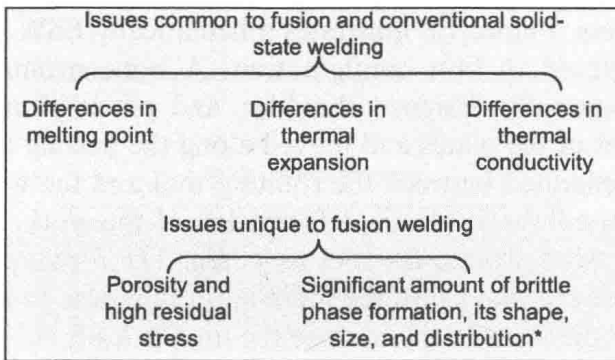 Issues common to fusion and conventional solid-
state welding
Differences in
melting point
Differences in
thermal
expansion
Differences in
thermal
conductivity
Issues unique to fusion welding
Porosity and
high residual
stress
Significant amount of brittle
phase formation, its shape,
size, and distribution*